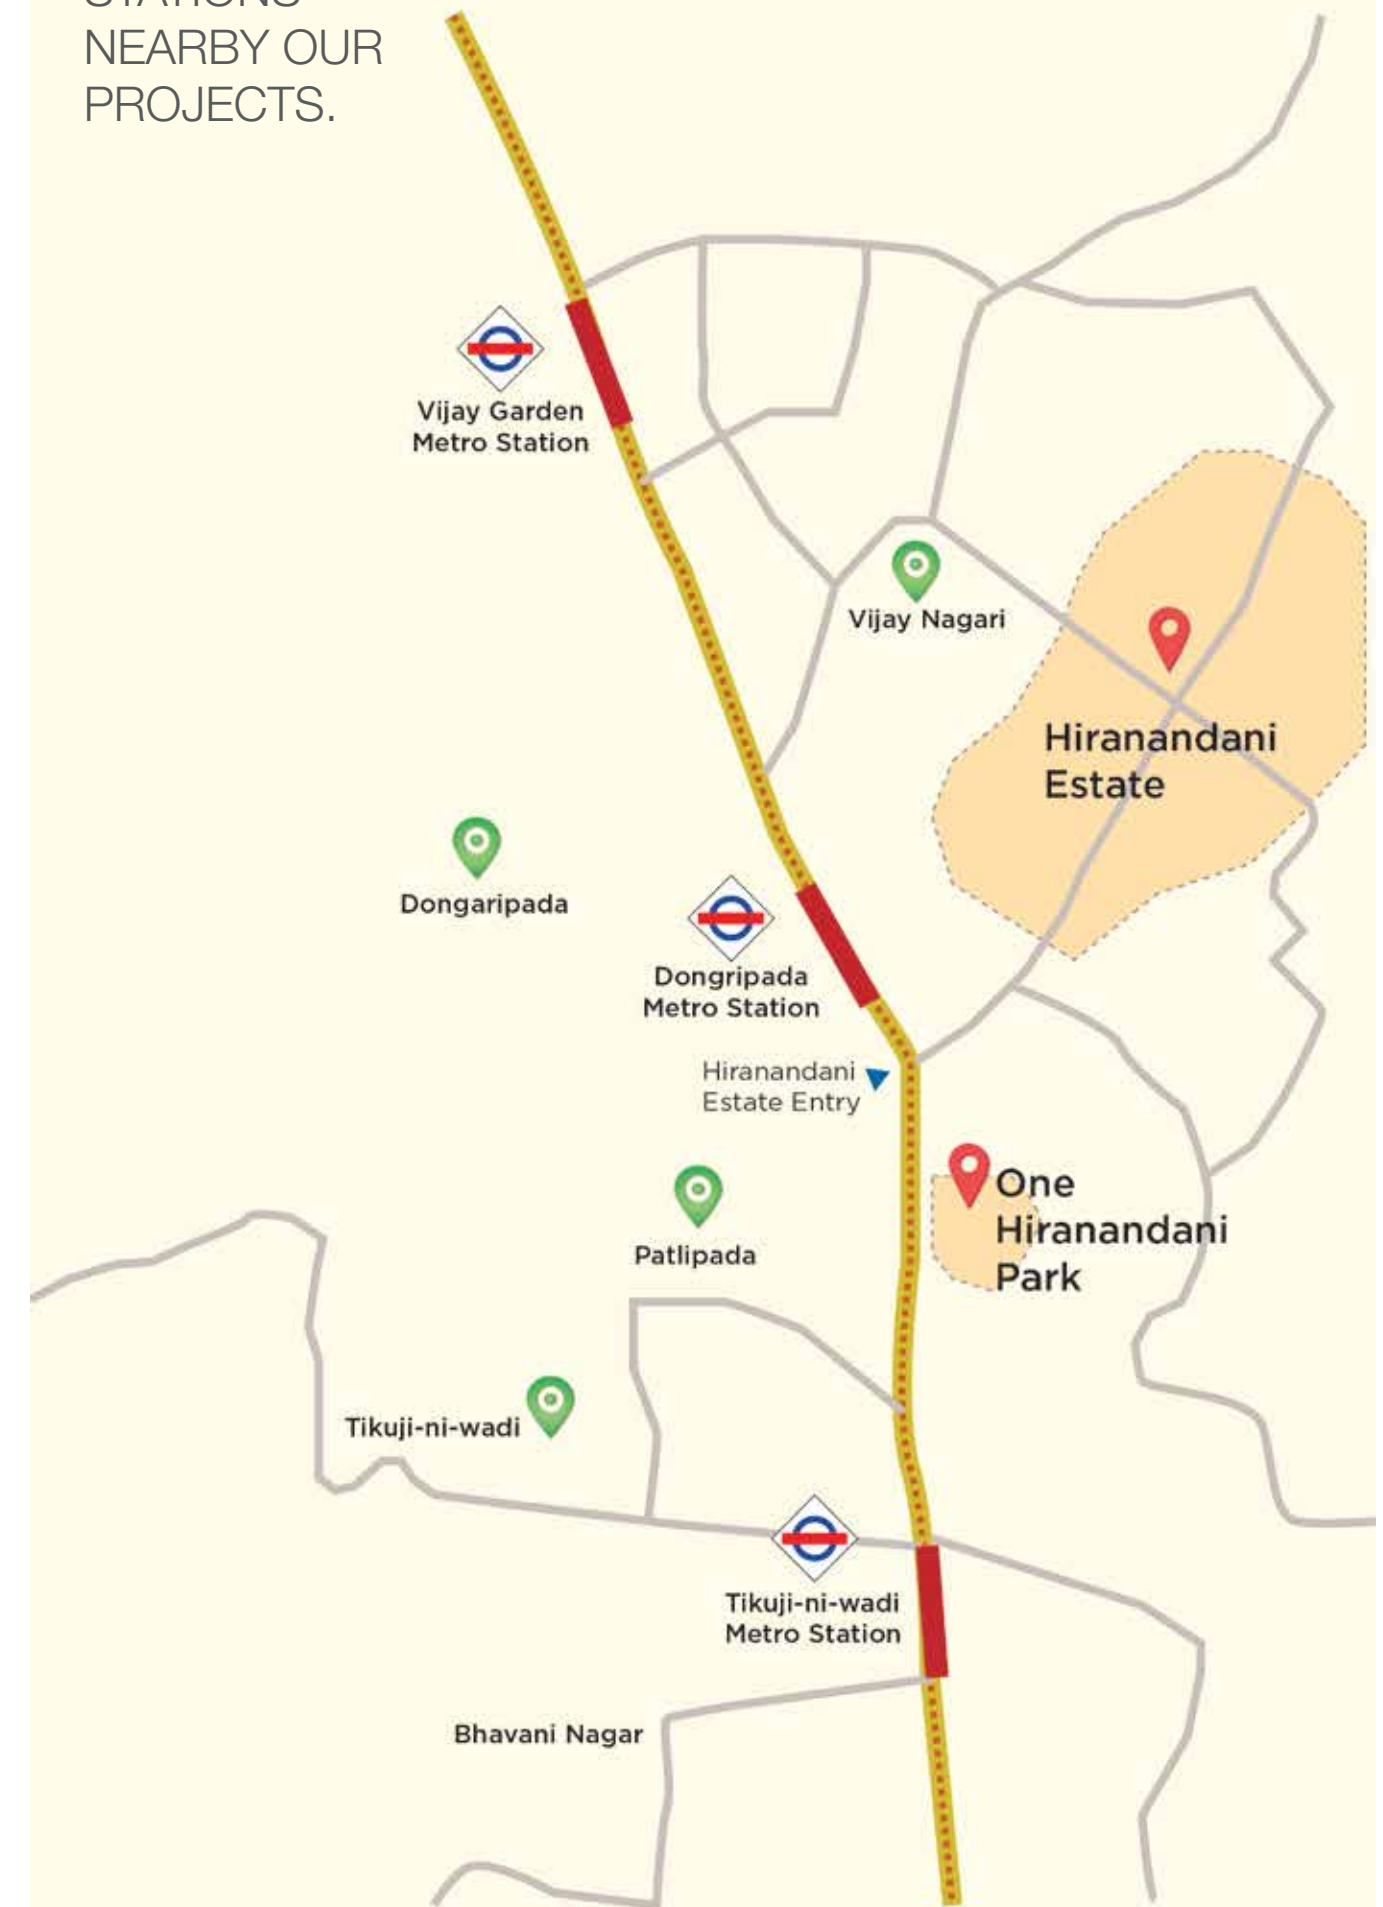 STATIONS
NEARBY OUR
PROJECTS.
Vijay Garden
Metro Station
Vijay Nagari
Hiranandani
Estate
Dongaripada
Dongripada
Metro Station
Hiranandani
Estate Entry
One
Hiranandani
Park
Patlipada
Tikuji-ni-wadi
Tikuji-ni-wadi
Metro Station
Bhavani Nagar